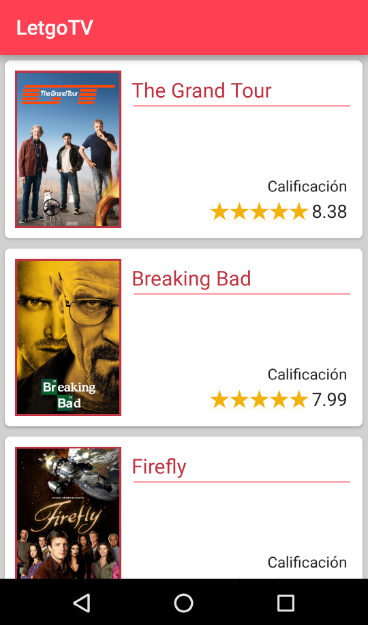 LetgoTV
The Grand Tour
The Grand Tour
Calificación
8.38
Breaking Bad
Breaking
Bad
Calificación
7.99
Firefly
Firefly
Calificación